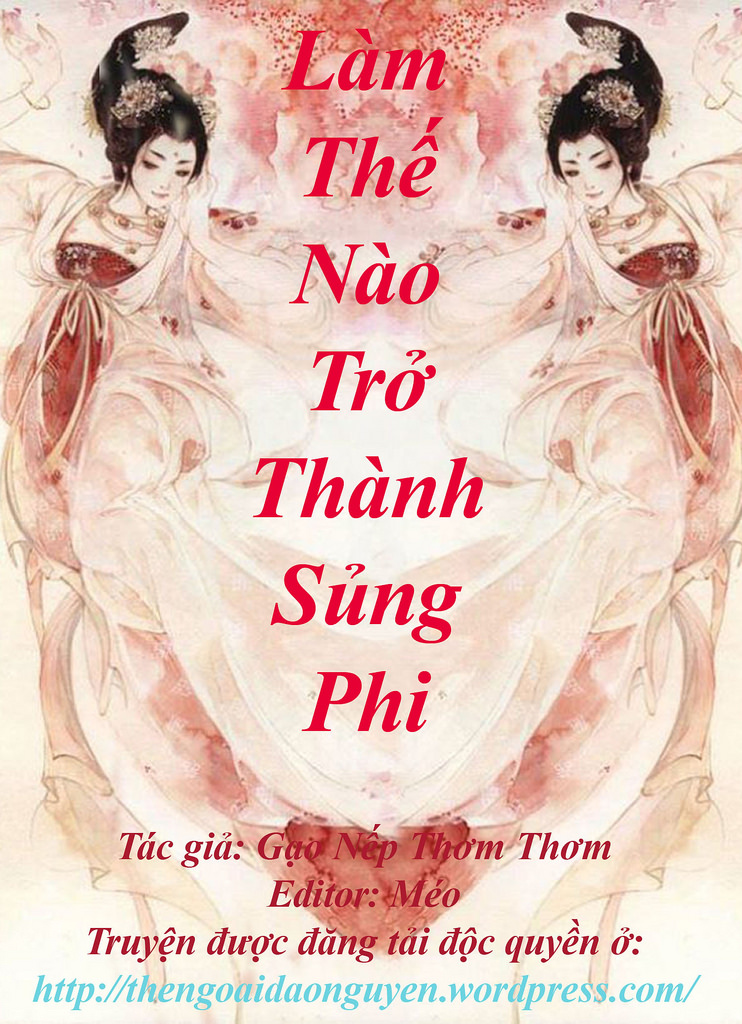 Làm
Thế
Nào
Trở
Thành
Sủng
Phi
Tác giả: Gạo Nếp Thơm Thơm
Editor: Méo
Truyện được đăng tải độc quyền ở:
http://thengoaidaonguyen.wordpress.com/